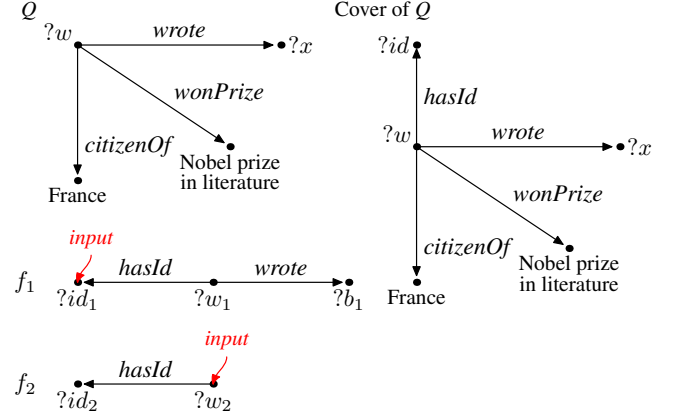 Q
?w wrote ?x
wonPrize
citizenOf
Nobel prize
in literature
France
Cover of Q
?id
hasId
?w wrote ?x
wonPrize
citizenOf
Nobel prize
in literature
France
input
f₁ hasId wrote
?id₁ ?w₁ ?b₁
input
f₂ hasId
?id₂ ?w₂